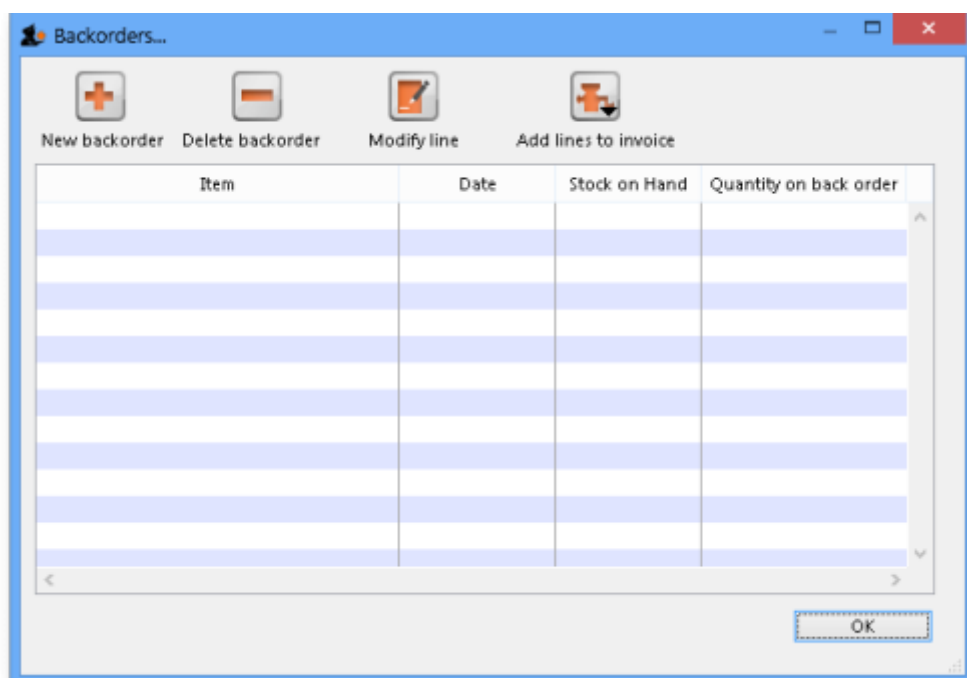 Backorders...
New backorder Delete backorder Modify line Add lines to invoice
Item Date Stock on Hand Quantity on back order
OK